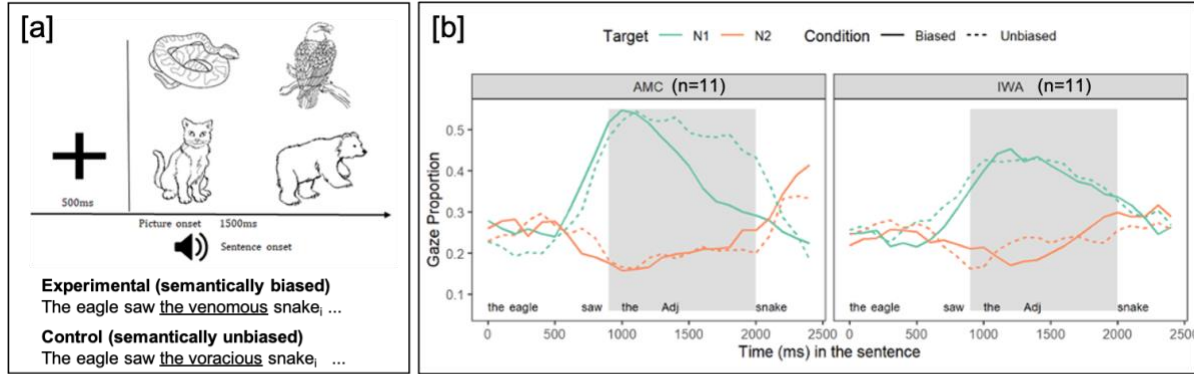 [a]
500ms
Picture onset 1500ms
Sentence onset
Experimental (semantically biased)
The eagle saw the venomous snakei ...
Control (semantically unbiased)
The eagle saw the voracious snakei ...
[b]
Target N1 N2 Condition Biased Unbiased
AMC (n=11) IWA (n=11)
Gaze Proportion
0.5
0.4
0.3
0.2
0.1
the eagle saw the Adj snake the eagle saw the Adj snake
0 500 1000 1500 2000 2500 0 500 1000 1500 2000 2500
Time (ms) in the sentence